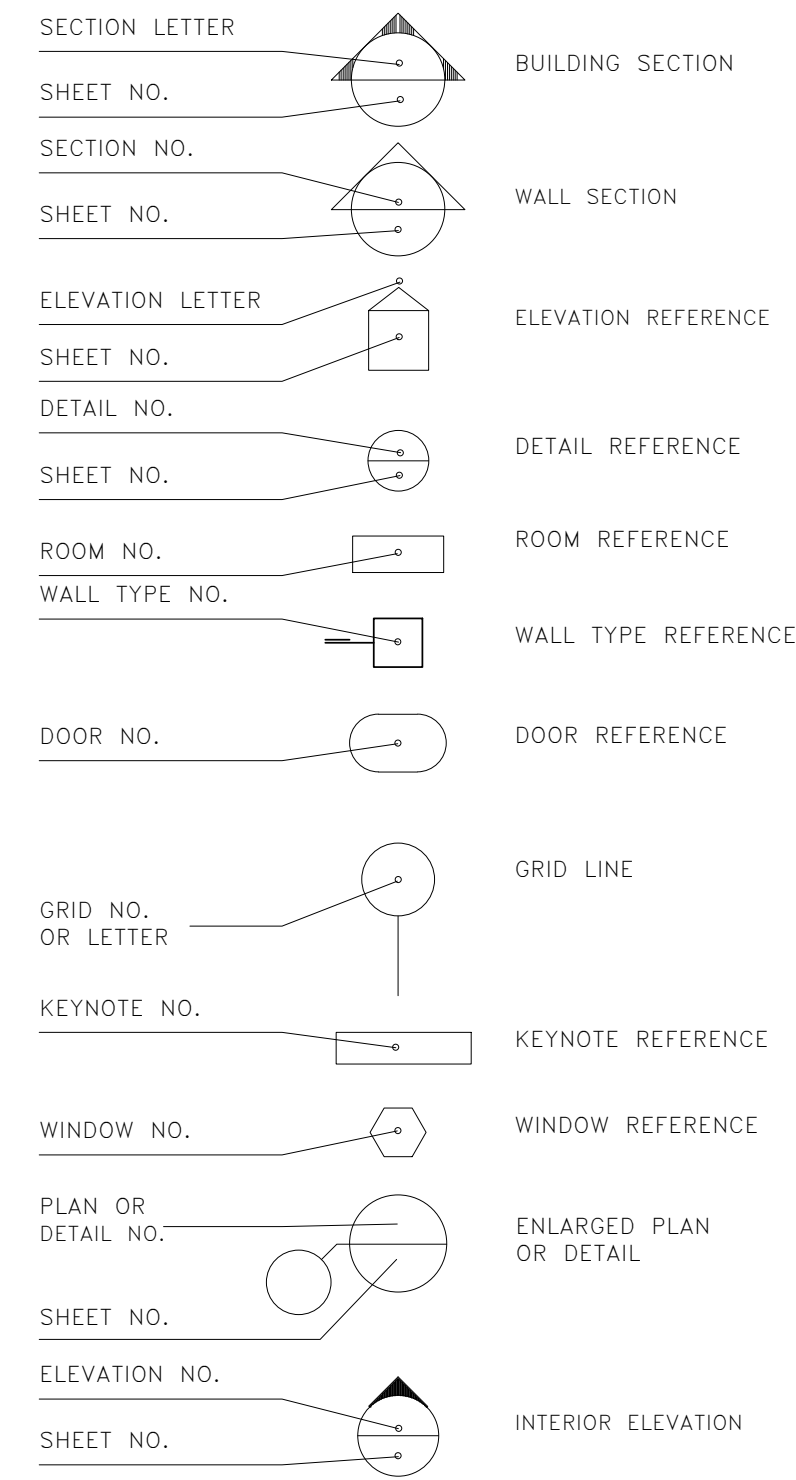 SECTION LETTER
BUILDING SECTION
SHEET NO.
SECTION NO.
WALL SECTION
SHEET NO.
ELEVATION LETTER
ELEVATION REFERENCE
SHEET NO.
DETAIL NO.
DETAIL REFERENCE
SHEET NO.
ROOM NO.
ROOM REFERENCE
WALL TYPE NO.
WALL TYPE REFERENCE
DOOR NO.
DOOR REFERENCE
GRID LINE
GRID NO.
OR LETTER
KEYNOTE NO.
KEYNOTE REFERENCE
WINDOW NO.
WINDOW REFERENCE
PLAN OR
DETAIL NO.
ENLARGED PLAN
OR DETAIL
SHEET NO.
ELEVATION NO.
INTERIOR ELEVATION
SHEET NO.